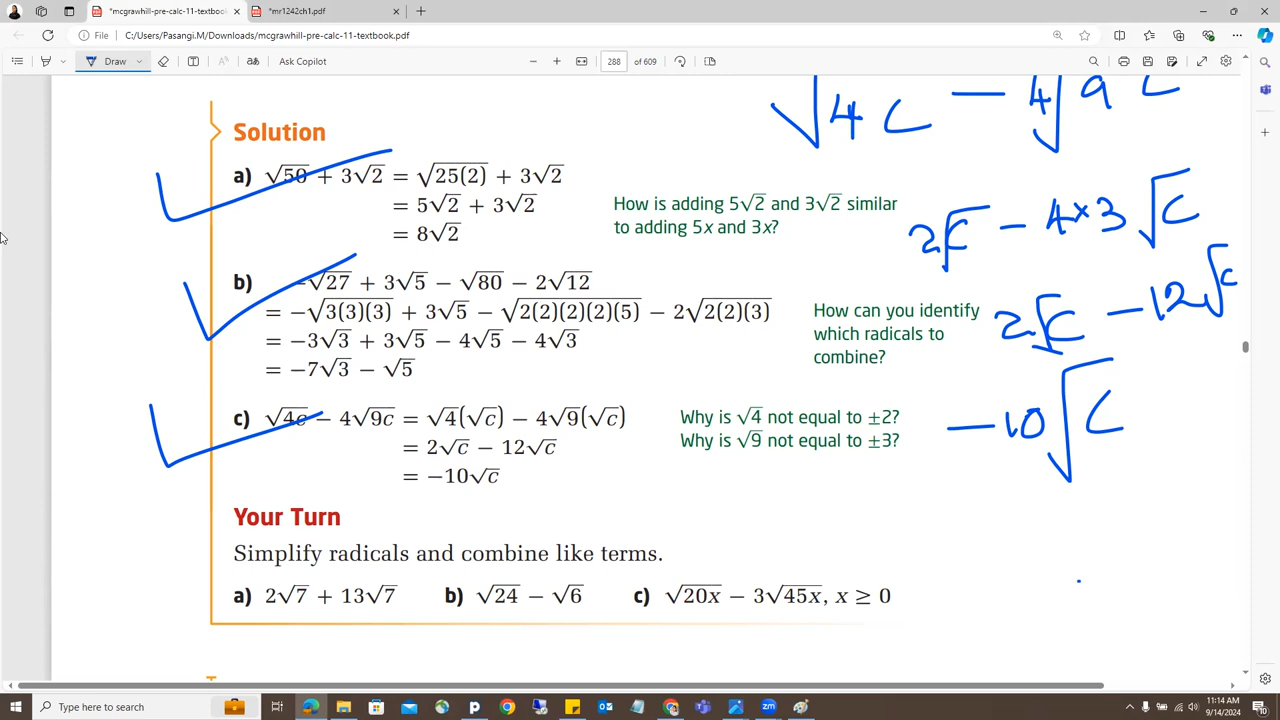 *mcgrawhill-pre-calc-11-textbook
*mr1242ch1.pdf
File
C:/Users/Pasangi.M/Downloads/mcgrawhill-pre-calc-11-textbook.pdf
Draw
Ask Copilot
288 of 609
√4c − 4√9c
Solution
a) √50 + 3√2 = √25(2) + 3√2
= 5√2 + 3√2
= 8√2
How is adding 5√2 and 3√2 similar
to adding 5x and 3x?
2√c − 4×3√c
b) −√27 + 3√5 − √80 − 2√12
= −√3(3)(3) + 3√5 − √2(2)(2)(2)(5) − 2√2(2)(3)
= −3√3 + 3√5 − 4√5 − 4√3
= −7√3 − √5
How can you identify
which radicals to
combine?
2√c − 12√c
c) √4c − 4√9c = √4(√c) − 4√9(√c)
= 2√c − 12√c
= −10√c
Why is √4 not equal to ±2?
Why is √9 not equal to ±3?
−10√c
Your Turn
Simplify radicals and combine like terms.
a) 2√7 + 13√7 b) √24 − √6 c) √20x − 3√45x, x ≥ 0
Type here to search
11:14 AM
9/14/2024